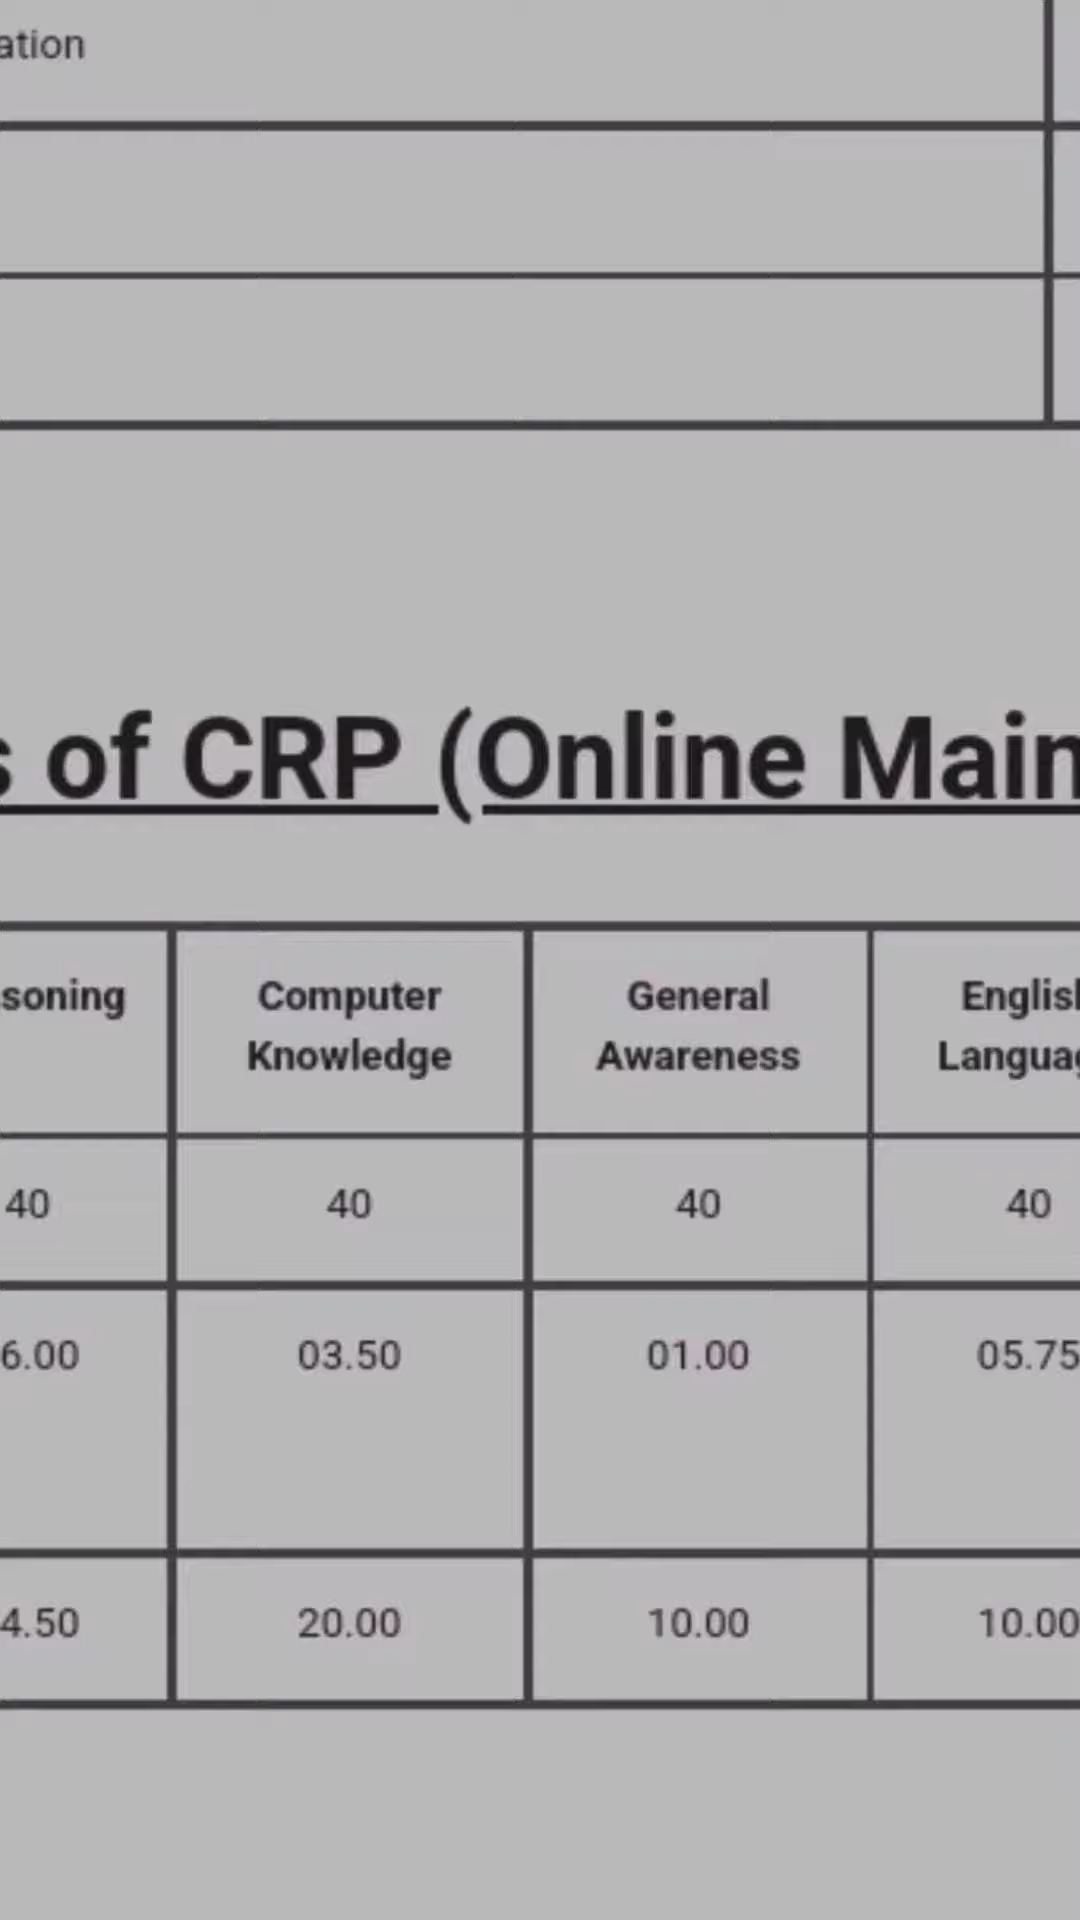 ation
s of CRP (Online Main
soning Computer Knowledge General Awareness Englis Languag
40 40 40 40
6.00 03.50 01.00 05.75
4.50 20.00 10.00 10.00